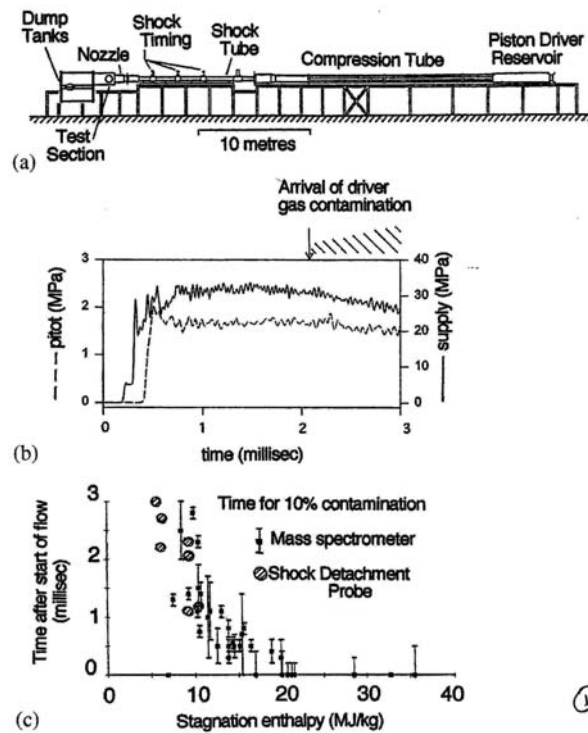 Dump
Tanks
Nozzle
Shock
Timing
Shock
Tube
Compression Tube
Piston Driver
Reservoir
Test
Section
10 metres
(a)
Arrival of driver
gas contamination
3
2
1
0
pitot (MPa)
40
30
20
10
0
supply (MPa)
0
1
2
3
time (millisec)
(b)
3
2
1
0
Time after start of flow
(millisec)
Time for 10% contamination
Mass spectrometer
Shock Detachment
Probe
0
10
20
30
40
Stagnation enthalpy (MJ/kg)
(c)